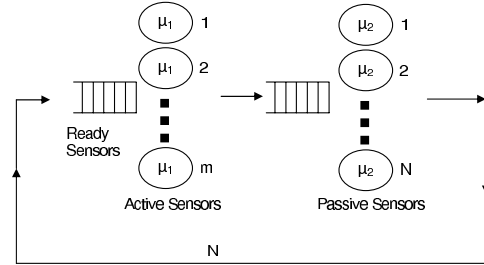 μ1 1 μ2 1
μ1 2 μ2 2
Ready
Sensors
μ1 m μ2 N
Active Sensors Passive Sensors
N